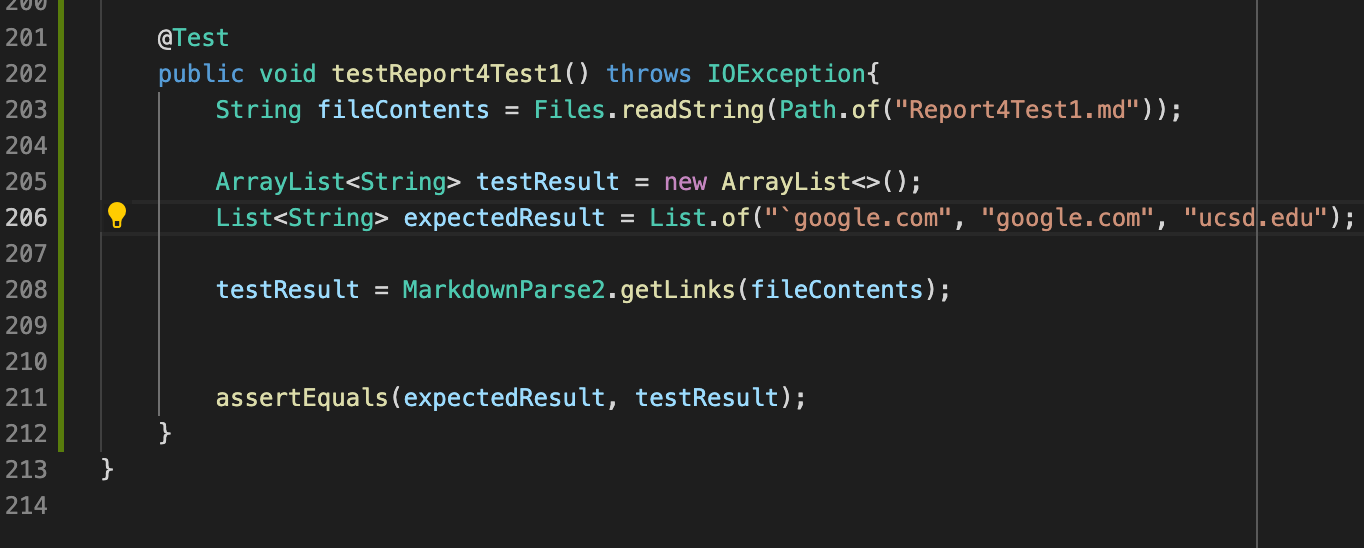 200
201 @Test
202 public void testReport4Test1() throws IOException{
203 String fileContents = Files.readString(Path.of("Report4Test1.md"));
204
205 ArrayList<String> testResult = new ArrayList<>();
206 List<String> expectedResult = List.of("`google.com", "google.com", "ucsd.edu");
207
208 testResult = MarkdownParse2.getLinks(fileContents);
209
210
211 assertEquals(expectedResult, testResult);
212 }
213 }
214